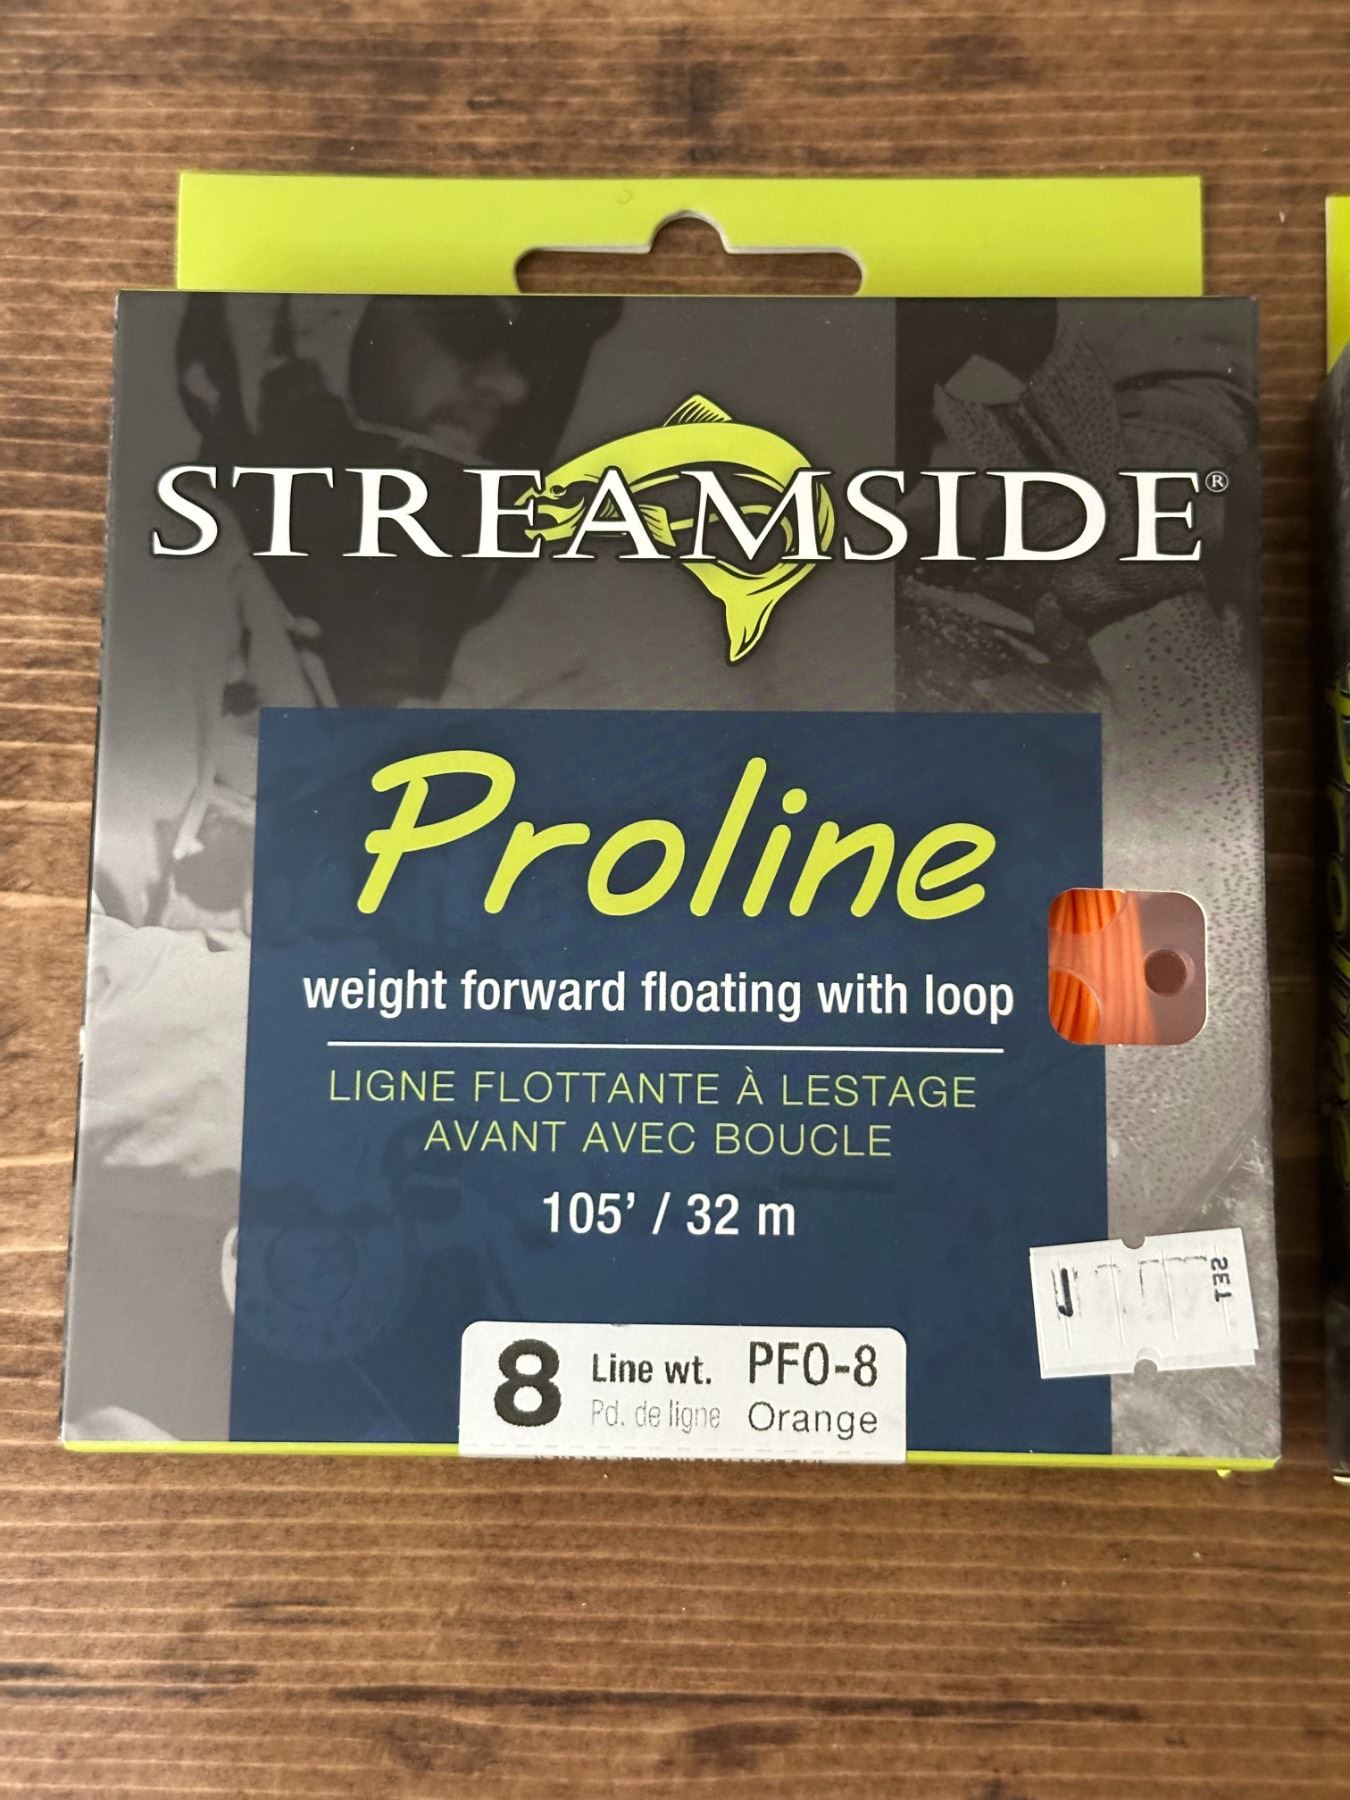 STREAMSIDE®
Proline
weight forward floating with loop
LIGNE FLOTTANTE À LESTAGE
AVANT AVEC BOUCLE
105' / 32 m
8 Line wt. PFO-8
Pd. de ligne Orange